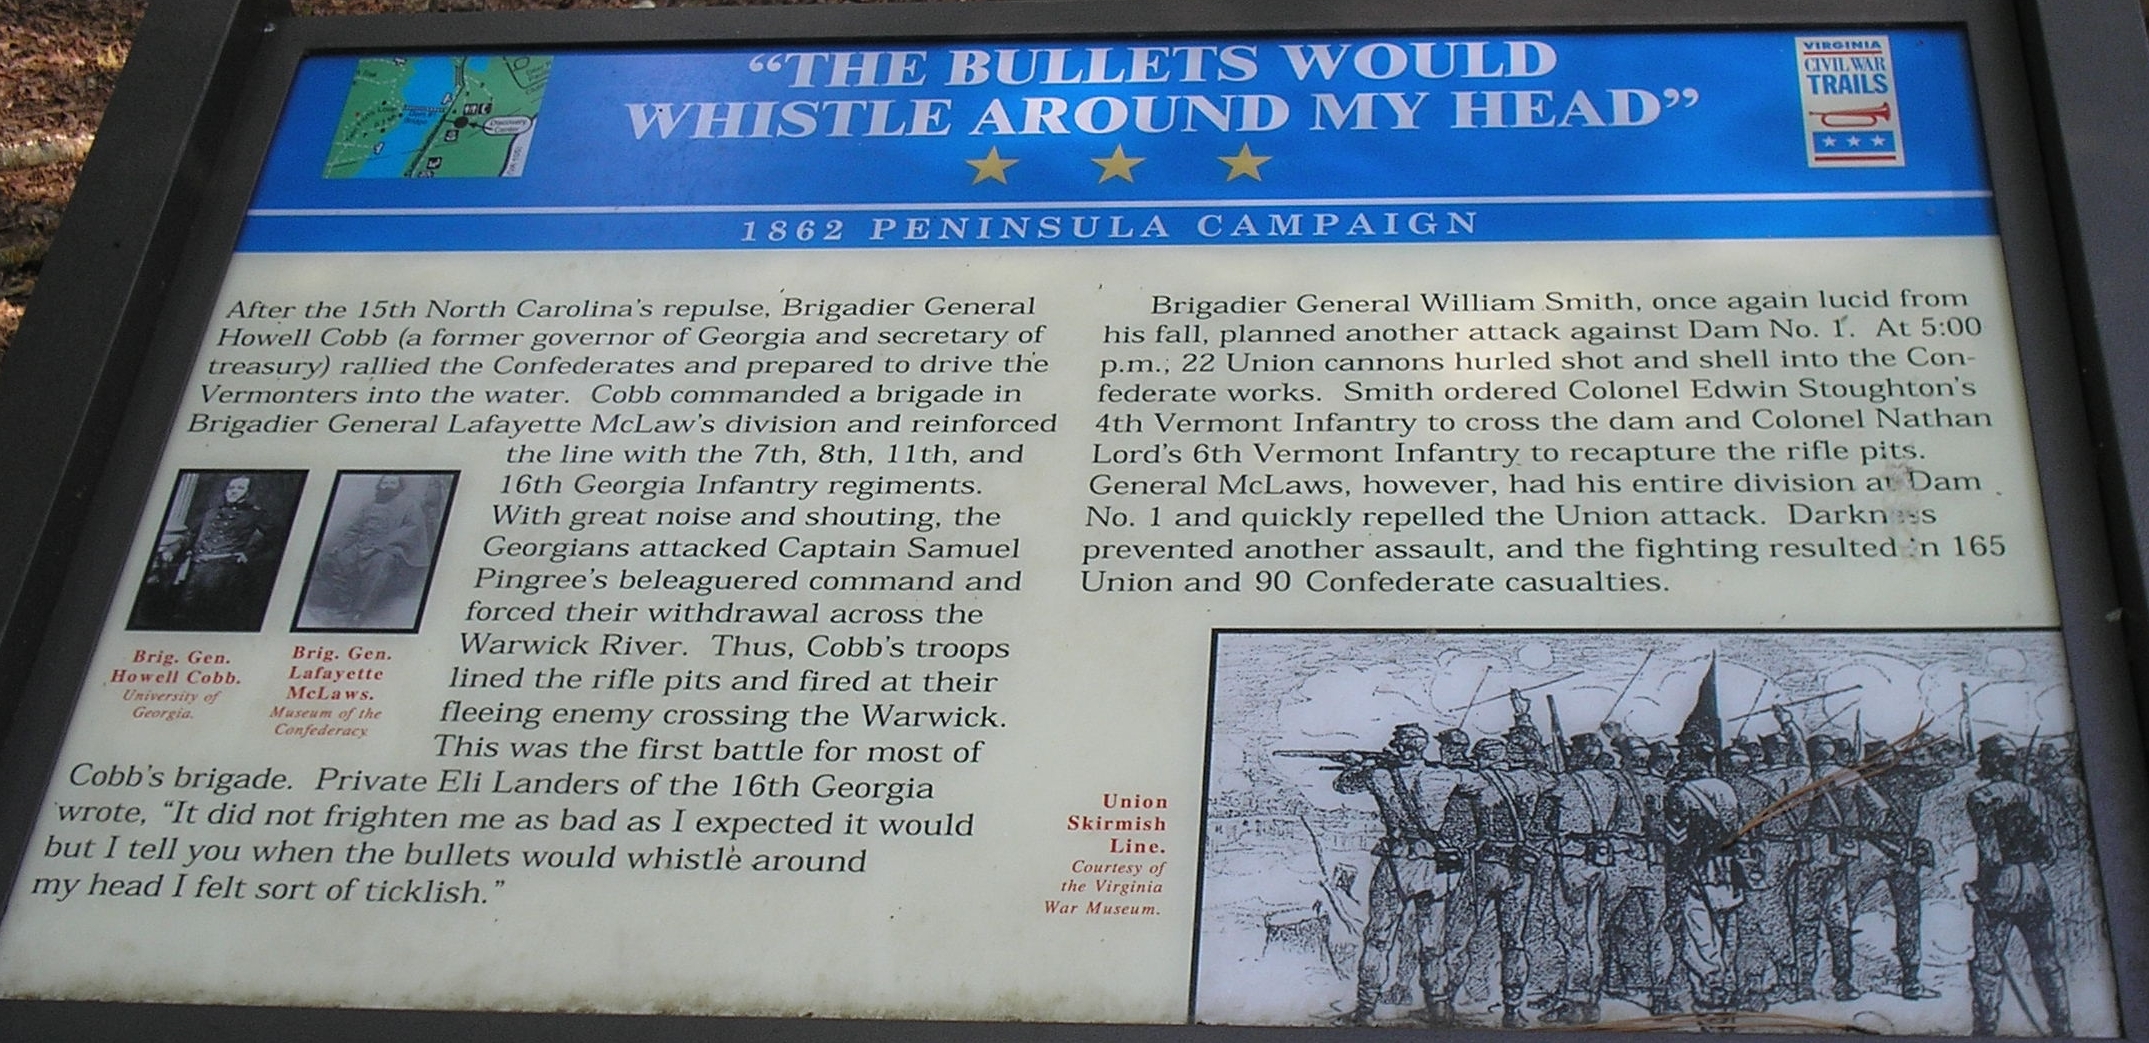 “THE BULLETS WOULD
WHISTLE AROUND MY HEAD”
VIRGINIA
CIVIL WAR
TRAILS
Discovery
Center
1862 PENINSULA CAMPAIGN
After the 15th North Carolina's repulse, Brigadier General
Howell Cobb (a former governor of Georgia and secretary of
treasury) rallied the Confederates and prepared to drive the
Vermonters into the water. Cobb commanded a brigade in
Brigadier General Lafayette McLaw's division and reinforced
the line with the 7th, 8th, 11th, and
16th Georgia Infantry regiments.
With great noise and shouting, the
Georgians attacked Captain Samuel
Pingree's beleaguered command and
forced their withdrawal across the
Warwick River. Thus, Cobb's troops
lined the rifle pits and fired at their
fleeing enemy crossing the Warwick.
This was the first battle for most of
Cobb's brigade. Private Eli Landers of the 16th Georgia
wrote, “It did not frighten me as bad as I expected it would
but I tell you when the bullets would whistle around
my head I felt sort of ticklish.”
Brig. Gen.
Howell Cobb.
University of
Georgia.
Brig. Gen.
Lafayette
McLaws.
Museum of the
Confederacy
Brigadier General William Smith, once again lucid from
his fall, planned another attack against Dam No. 1. At 5:00
p.m., 22 Union cannons hurled shot and shell into the Con-
federate works. Smith ordered Colonel Edwin Stoughton's
4th Vermont Infantry to cross the dam and Colonel Nathan
Lord's 6th Vermont Infantry to recapture the rifle pits.
General McLaws, however, had his entire division at Dam
No. 1 and quickly repelled the Union attack. Darkness
prevented another assault, and the fighting resulted in 165
Union and 90 Confederate casualties.
Union
Skirmish
Line.
Courtesy of
the Virginia
War Museum.